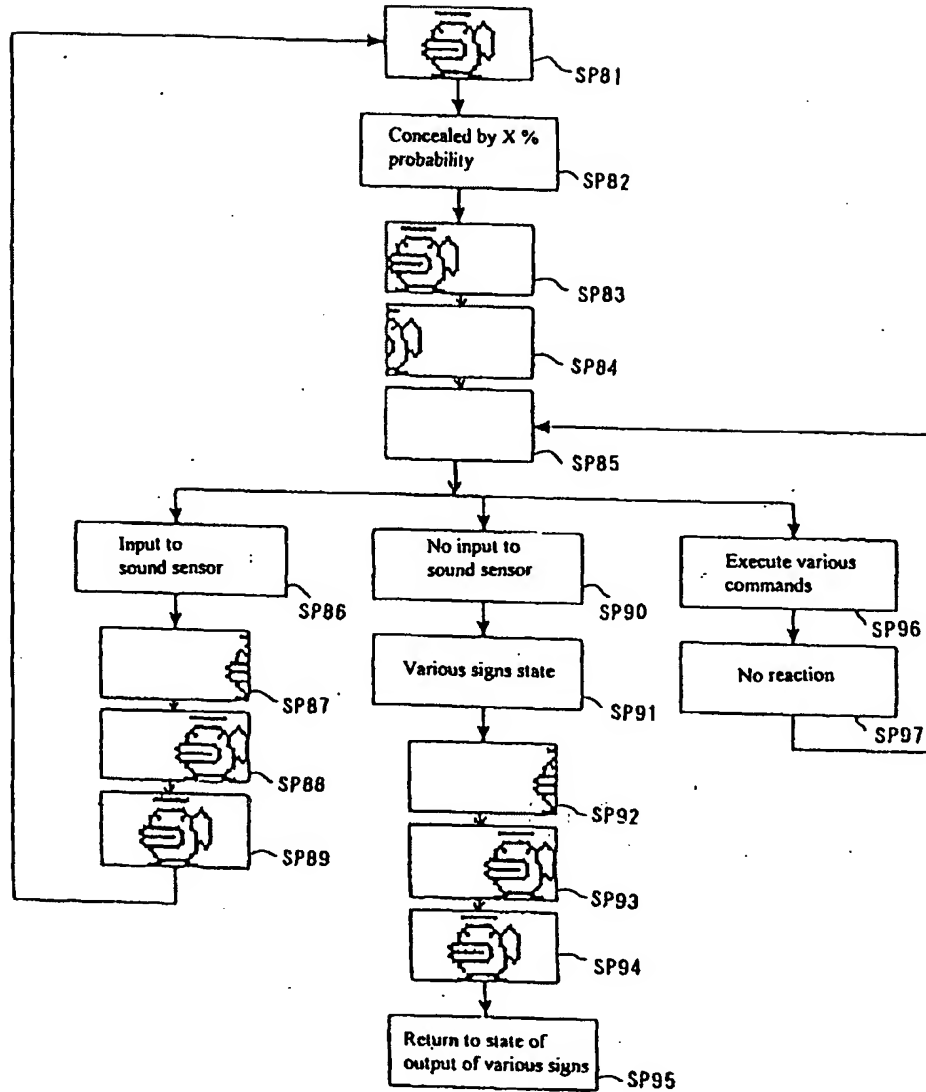 SP81
Concealed by X %
probability
SP82
SP83
SP84
SP85
Input to
sound sensor
SP86
No input to
sound sensor
SP90
Execute various
commands
SP96
SP87
Various signs state
SP91
No reaction
SP97
SP88
SP92
SP89
SP93
SP94
Return to state of
output of various signs
SP95